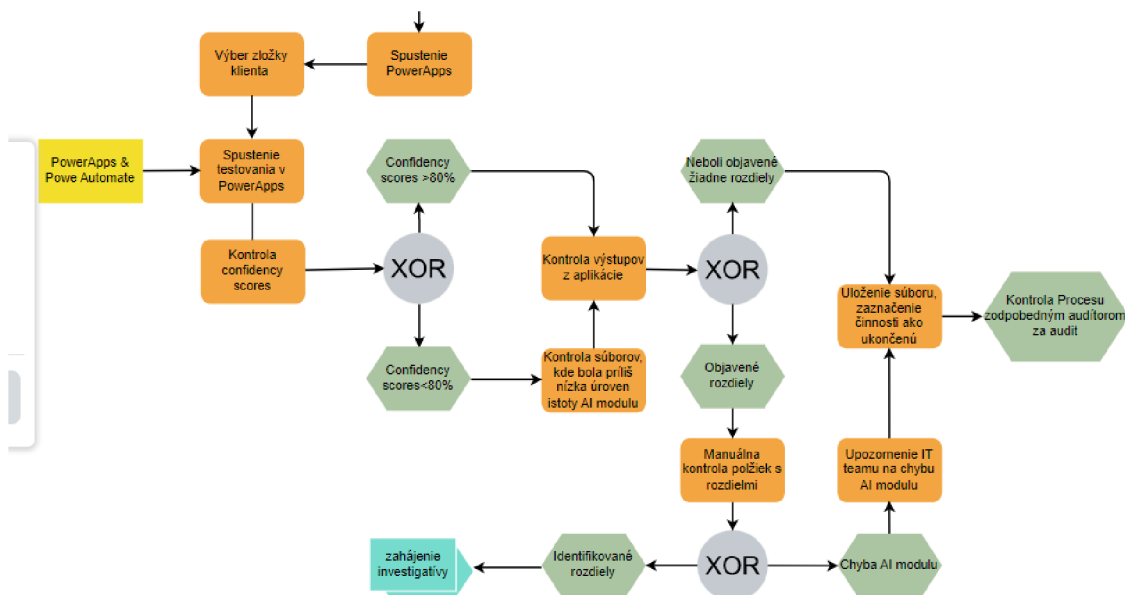 Výber zložky
klienta
Spustenie
PowerApps
PowerApps &
Powe Automate
Spustenie
testovania v
PowerApps
Confidency
scores >80%
Neboli objavené
žiadne rozdiely
Kontrola
confidency
scores
XOR
Kontrola výstupov
z aplikácie
XOR
Uloženie súboru,
zaznačenie
činnosti ako
ukončenú
Kontrola Procesu
zodpobedným audítorom
za audit
Confidency
scores<80%
Kontrola súborov,
kde bola príliš
nízka úroven
istoty AI modulu
Objavené
rozdiely
Manuálna
kontrola polžiek s
rozdielmi
Upozornenie IT
teamu na chybu
AI modulu
zahájenie
investigatívy
Identifikované
rozdiely
XOR
Chyba AI modulu